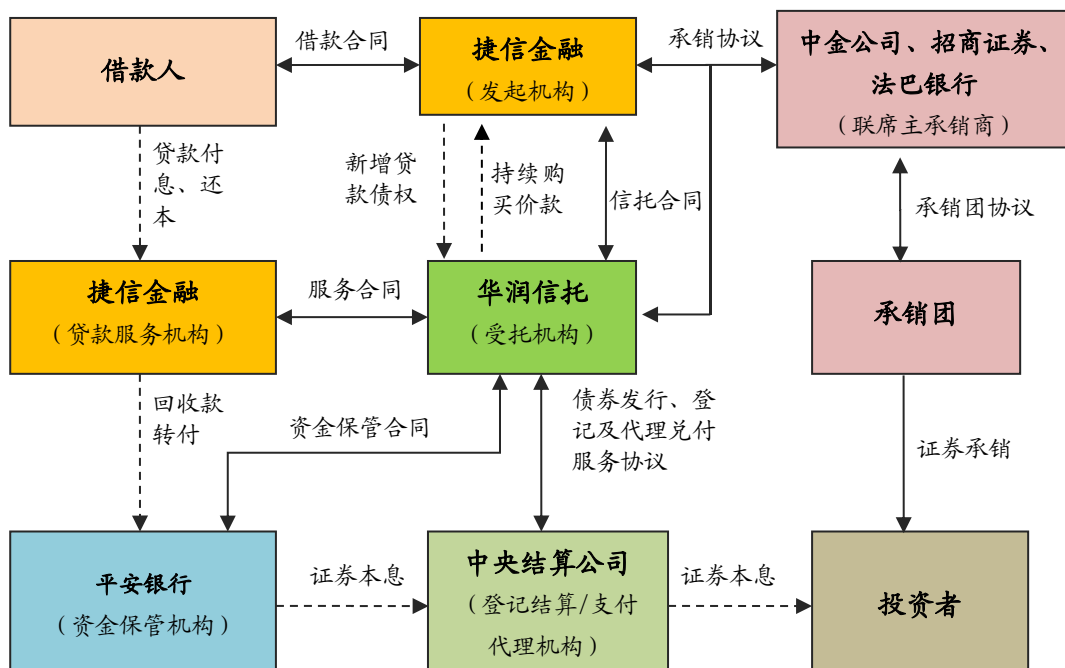 借款人
借款合同
捷信金融
（发起机构）
承销协议
中金公司、招商证券、
法巴银行
（联席主承销商）
贷款付
息、还
本
新增贷
款债权
持续购
买价款
信托合同
承销团协议
捷信金融
（贷款服务机构）
服务合同
华润信托
（受托机构）
承销团
回收款
转付
资金保管合同
债券发行、登
记及代理兑付
服务协议
证券承销
平安银行
（资金保管机构）
证券本息
中央结算公司
（登记结算/支付
代理机构）
证券本息
投资者